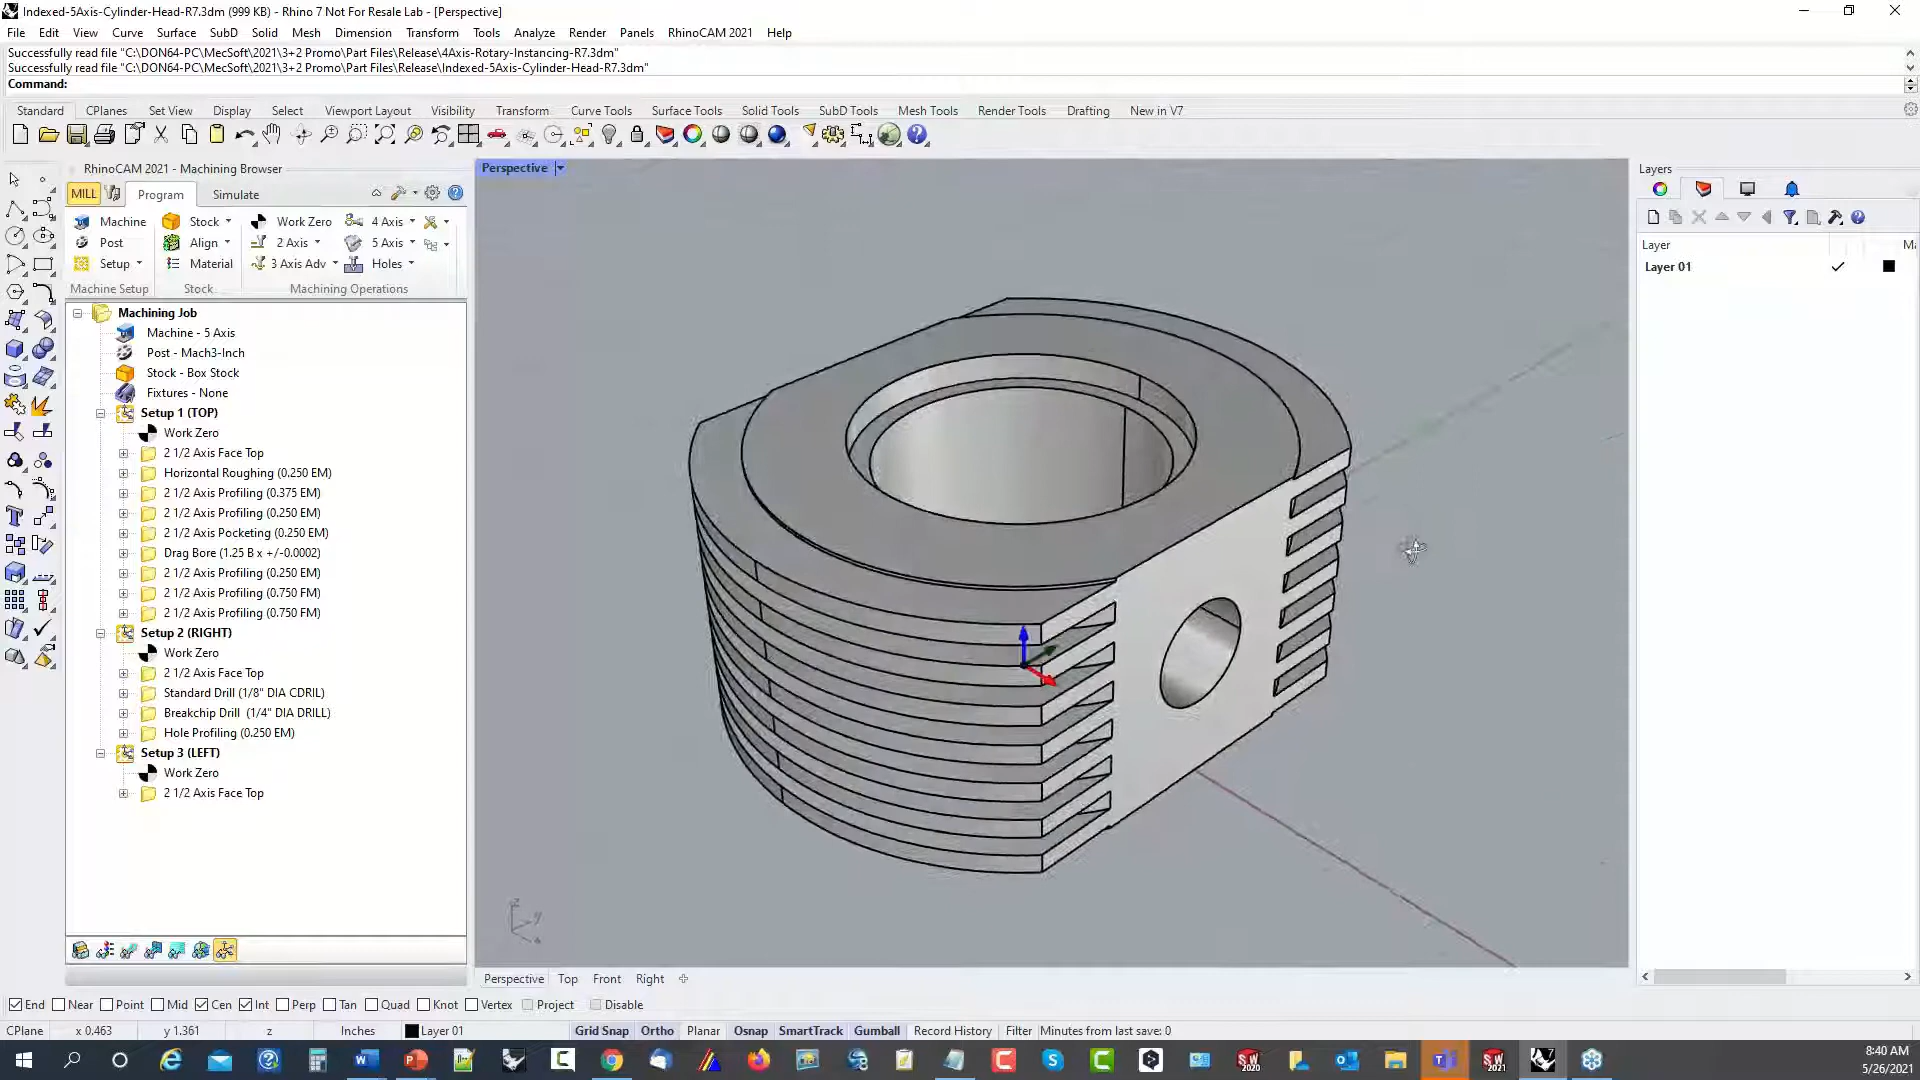 Indexed-5Axis-Cylinder-Head-R7.3dm (999 KB) - Rhino 7 Not For Resale Lab - [Perspective]
File Edit View Curve Surface SubD Solid Mesh Dimension Transform Tools Analyze Render Panels RhinoCAM 2021 Help
Successfully read file "C:\DON64-PC\MecSoft\2021\3+2 Promo\Part Files\Release\4Axis-Rotary-Instancing-R7.3dm"
Successfully read file "C:\DON64-PC\MecSoft\2021\3+2 Promo\Part Files\Release\Indexed-5Axis-Cylinder-Head-R7.3dm"
Command:
Standard CPlanes Set View Display Select Viewport Layout Visibility Transform Curve Tools Surface Tools Solid Tools SubD Tools Mesh Tools Render Tools Drafting New in V7
RhinoCAM 2021 - Machining Browser
MILL Program Simulate
Machine Stock Work Zero 4 Axis
Post Align 2 Axis 5 Axis
Setup Material 3 Axis Adv Holes
Machine Setup Stock Machining Operations
Machining Job
Machine - 5 Axis
Post - Mach3-Inch
Stock - Box Stock
Fixtures - None
Setup 1 (TOP)
Work Zero
2 1/2 Axis Face Top
Horizontal Roughing (0.250 EM)
2 1/2 Axis Profiling (0.375 EM)
2 1/2 Axis Profiling (0.250 EM)
2 1/2 Axis Pocketing (0.250 EM)
Drag Bore (1.25 B x +/-0.0002)
2 1/2 Axis Profiling (0.250 EM)
2 1/2 Axis Profiling (0.750 FM)
2 1/2 Axis Profiling (0.750 FM)
Setup 2 (RIGHT)
Work Zero
2 1/2 Axis Face Top
Standard Drill (1/8" DIA CDRIL)
Breakchip Drill (1/4" DIA DRILL)
Hole Profiling (0.250 EM)
Setup 3 (LEFT)
Work Zero
2 1/2 Axis Face Top
Perspective
Layers
Layer
Layer 01
Perspective Top Front Right
End Near Point Mid Cen Int Perp Tan Quad Knot Vertex Project Disable
CPlane x 0.463 y 1.361 z Inches Layer 01 Grid Snap Ortho Planar Osnap SmartTrack Gumball Record History Filter Minutes from last save: 0
8:40 AM
5/26/2021